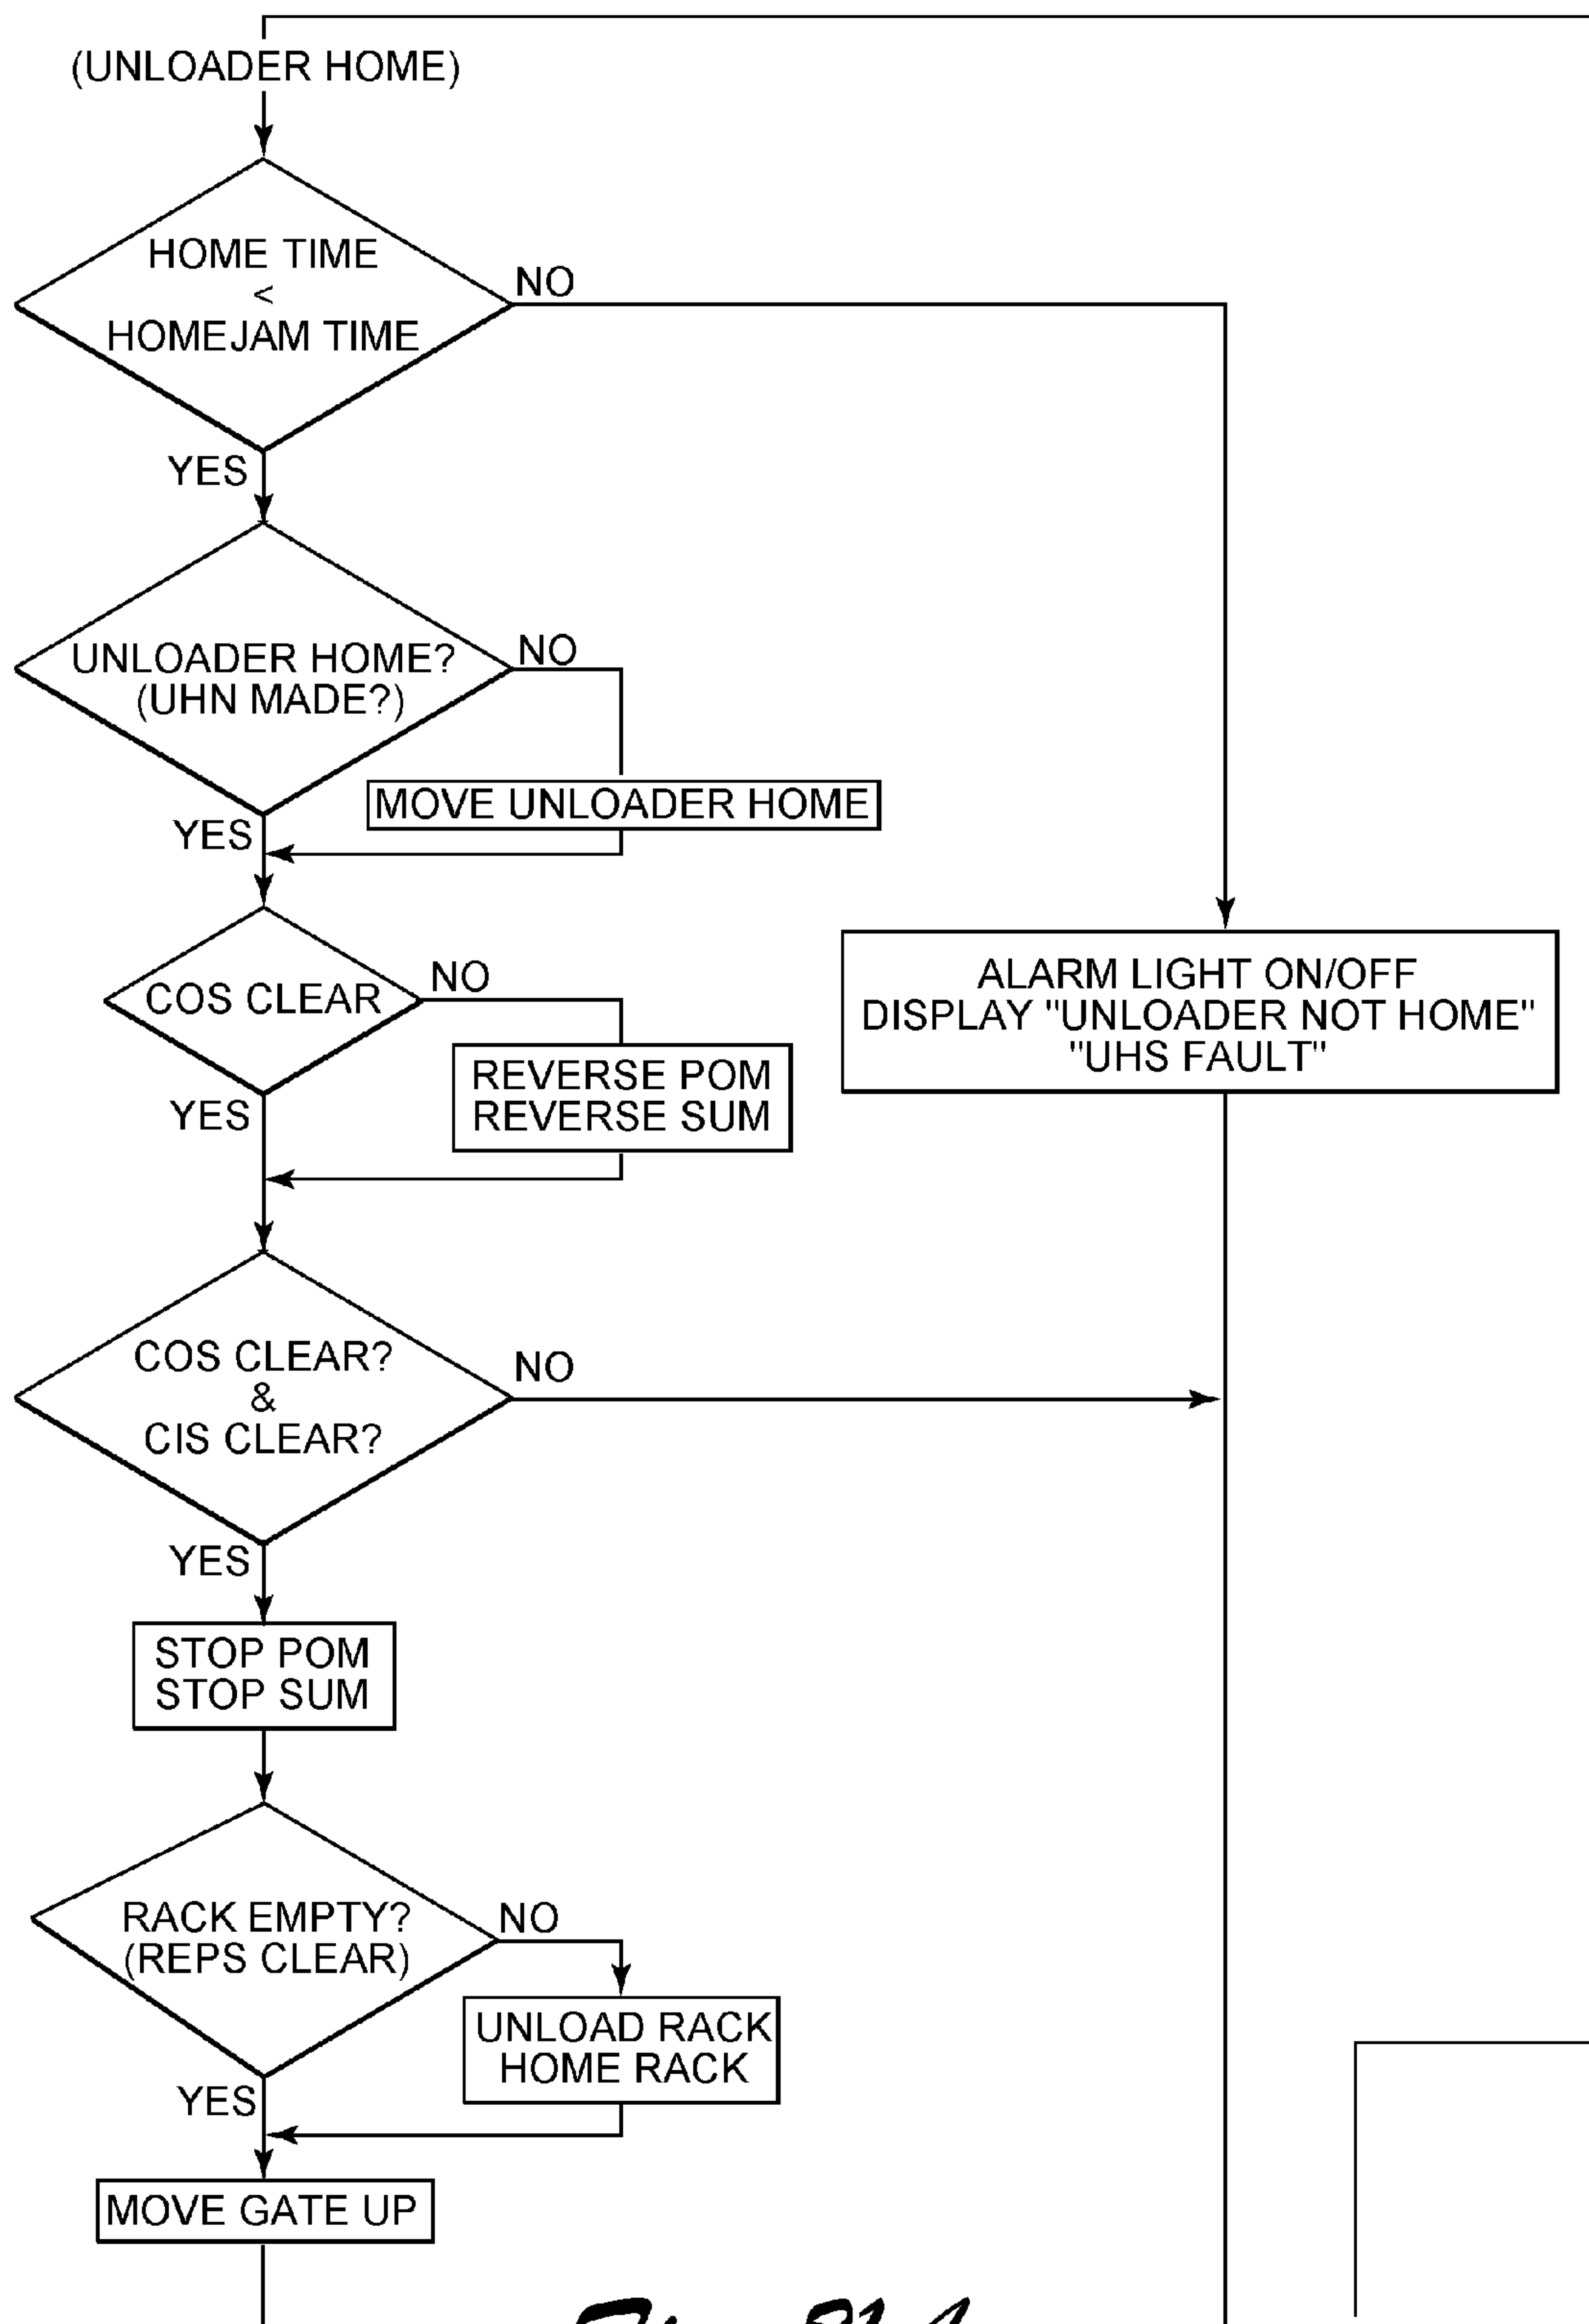 (UNLOADER HOME)
HOME TIME
<
HOMEJAM TIME
NO
YES
UNLOADER HOME?
(UHN MADE?)
NO
MOVE UNLOADER HOME
YES
COS CLEAR
NO
REVERSE POM
REVERSE SUM
YES
ALARM LIGHT ON/OFF
DISPLAY "UNLOADER NOT HOME"
"UHS FAULT"
COS CLEAR?
&
CIS CLEAR?
NO
YES
STOP POM
STOP SUM
RACK EMPTY?
(REPS CLEAR)
NO
UNLOAD RACK
HOME RACK
YES
MOVE GATE UP